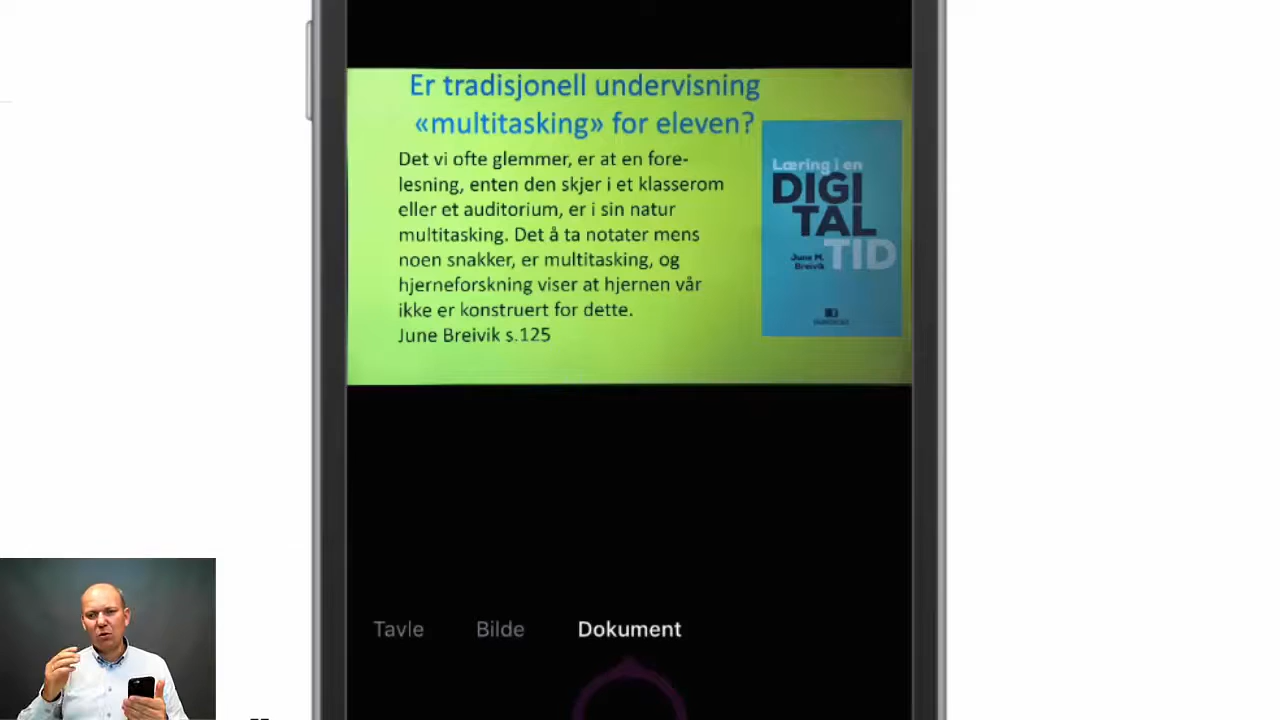 Er tradisjonell undervisning
«multitasking» for eleven?
Det vi ofte glemmer, er at en fore-
lesning, enten den skjer i et klasserom
eller et auditorium, er i sin natur
multitasking. Det å ta notater mens
noen snakker, er multitasking, og
hjerneforskning viser at hjernen vår
ikke er konstruert for dette.
June Breivik s.125
Læring i en
DIGI
TAL
TID
June M.
Breivik
Tavle
Bilde
Dokument